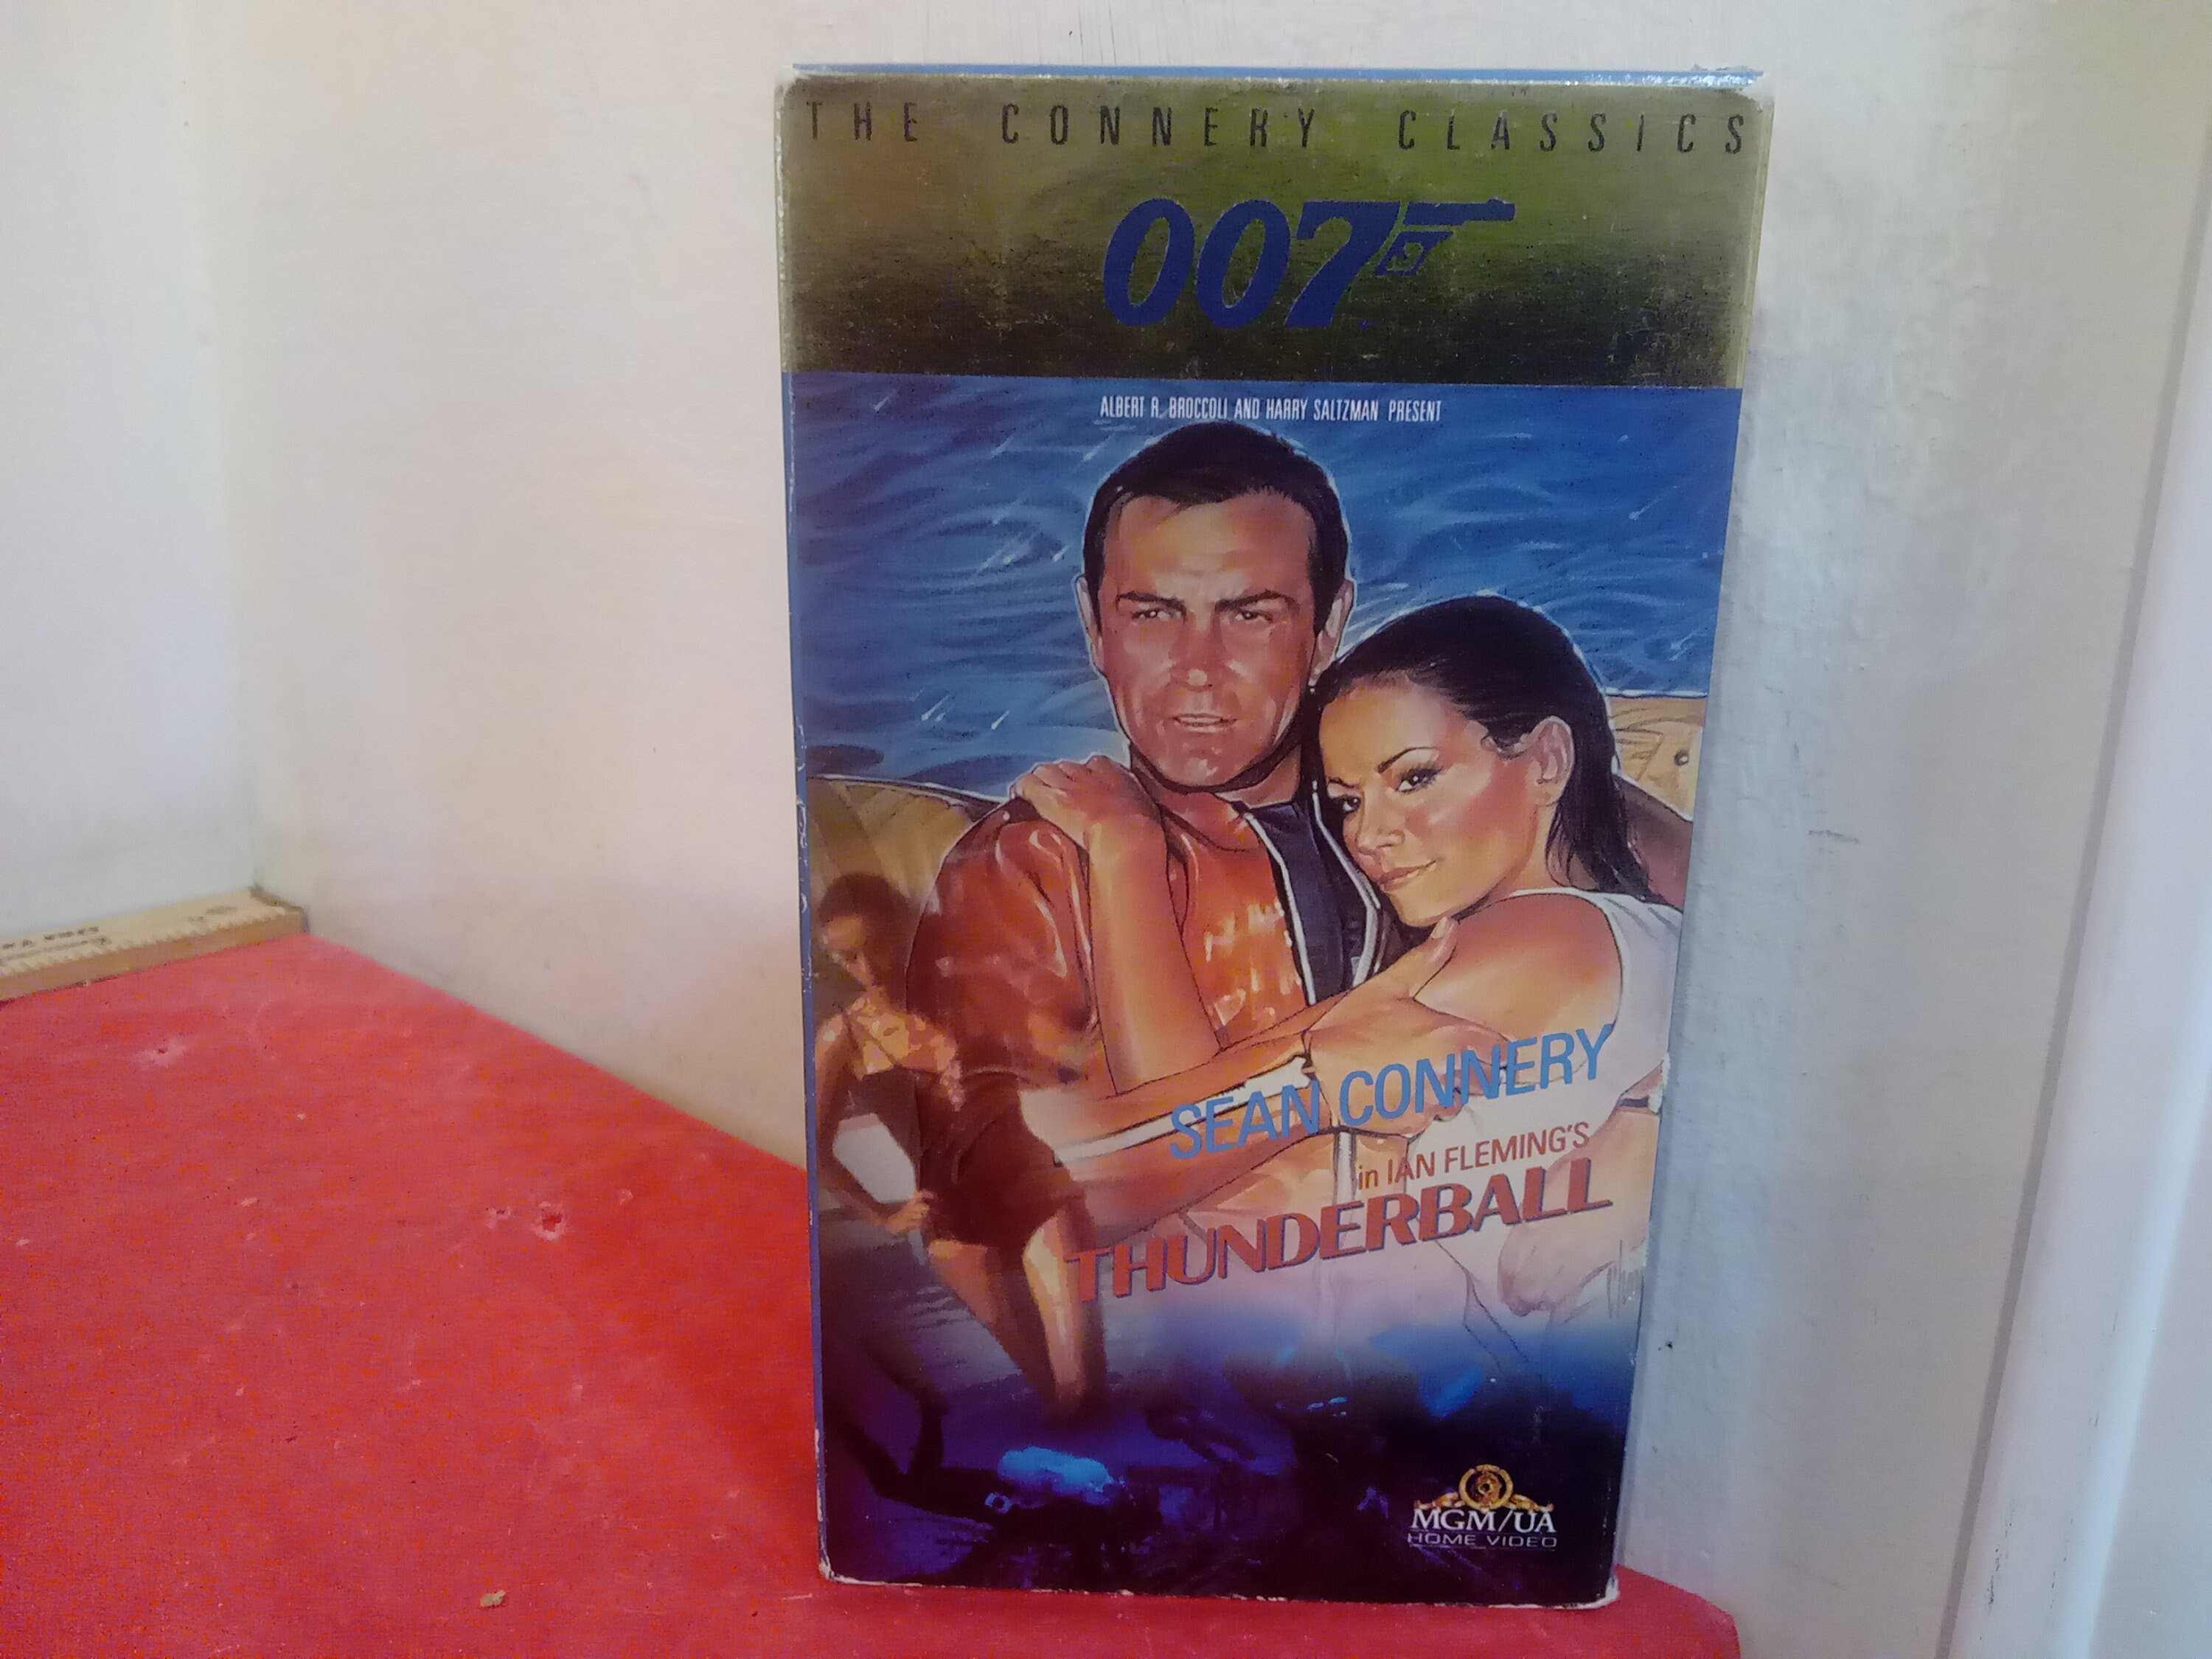 THE CONNERY CLASSICS
007
ALBERT R. BROCCOLI AND HARRY SALTZMAN PRESENT
SEAN CONNERY
in IAN FLEMING'S
THUNDERBALL
MGM/UA
HOME VIDEO